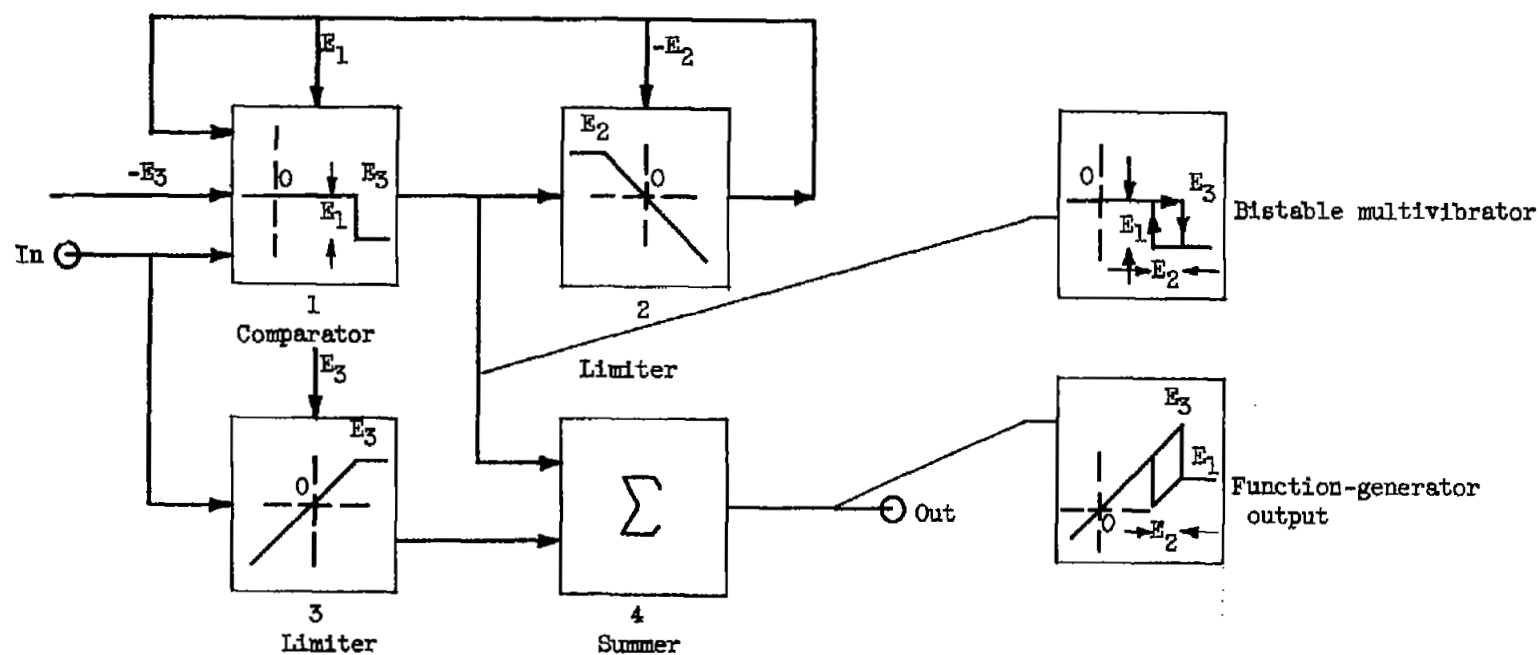 E1
-E2
-E3
0
E3
E1
In
1
Comparator
E2
0
2
Limiter
0
E3
E1
E2
Bistable multivibrator
E3
E3
0
3
Limiter
Σ
4
Summer
Out
E3
E1
0
E2
Function-generator
output